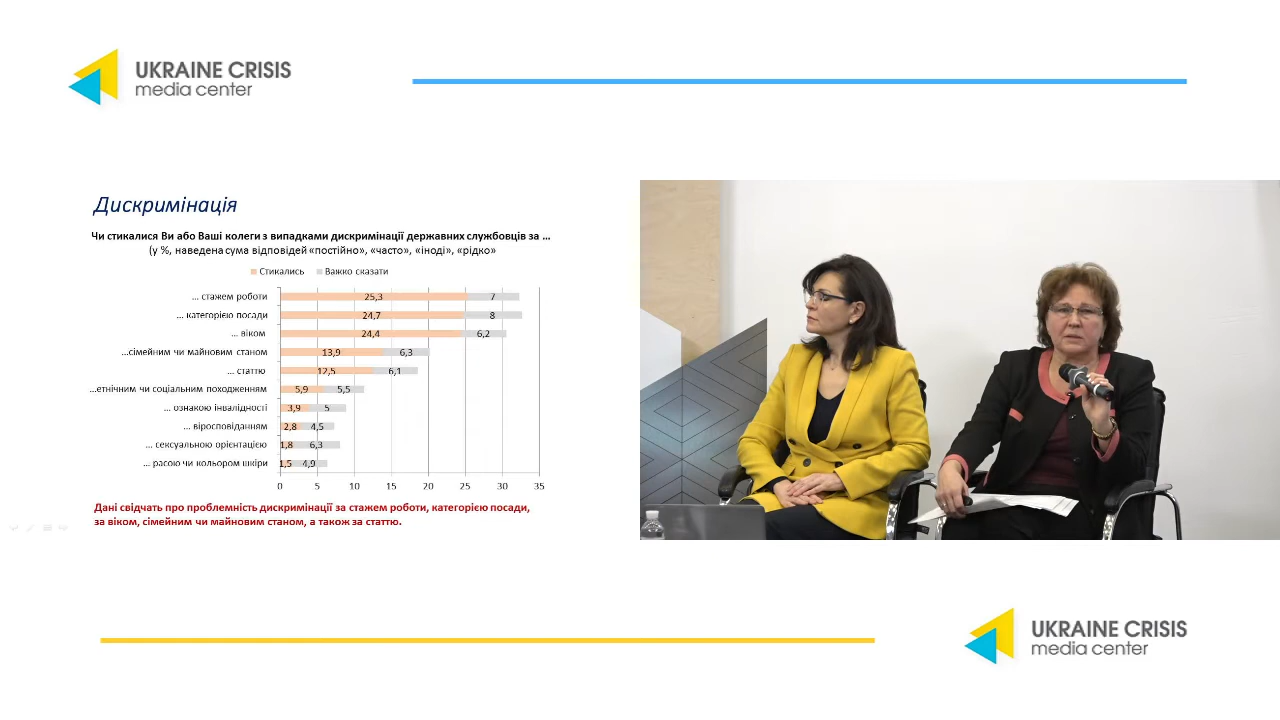 UKRAINE CRISIS
media center
Дискримінація
Чи стикалися Ви або Ваші колеги з випадками дискримінації державних службовців за ...
(у %, наведена сума відповідей «постійно», «часто», «іноді», «рідко»
Стикались Важко сказати
... стажем роботи 25,3 7
... категорією посади 24,7 8
... віком 24,4 6,2
...сімейним чи майновим станом 13,9 6,3
... статтю 12,5 6,1
...етнічним чи соціальним походженням 5,9 5,5
... ознакою інвалідності 3,9 5
... віросповіданням 2,8 4,5
... сексуальною орієнтацією 1,8 6,3
... расою чи кольором шкіри 1,5 4,9
0 5 10 15 20 25 30 35
Дані свідчать про проблемність дискримінації за стажем роботи, категорією посади,
за віком, сімейним чи майновим станом, а також за статтю.
UKRAINE CRISIS
media center